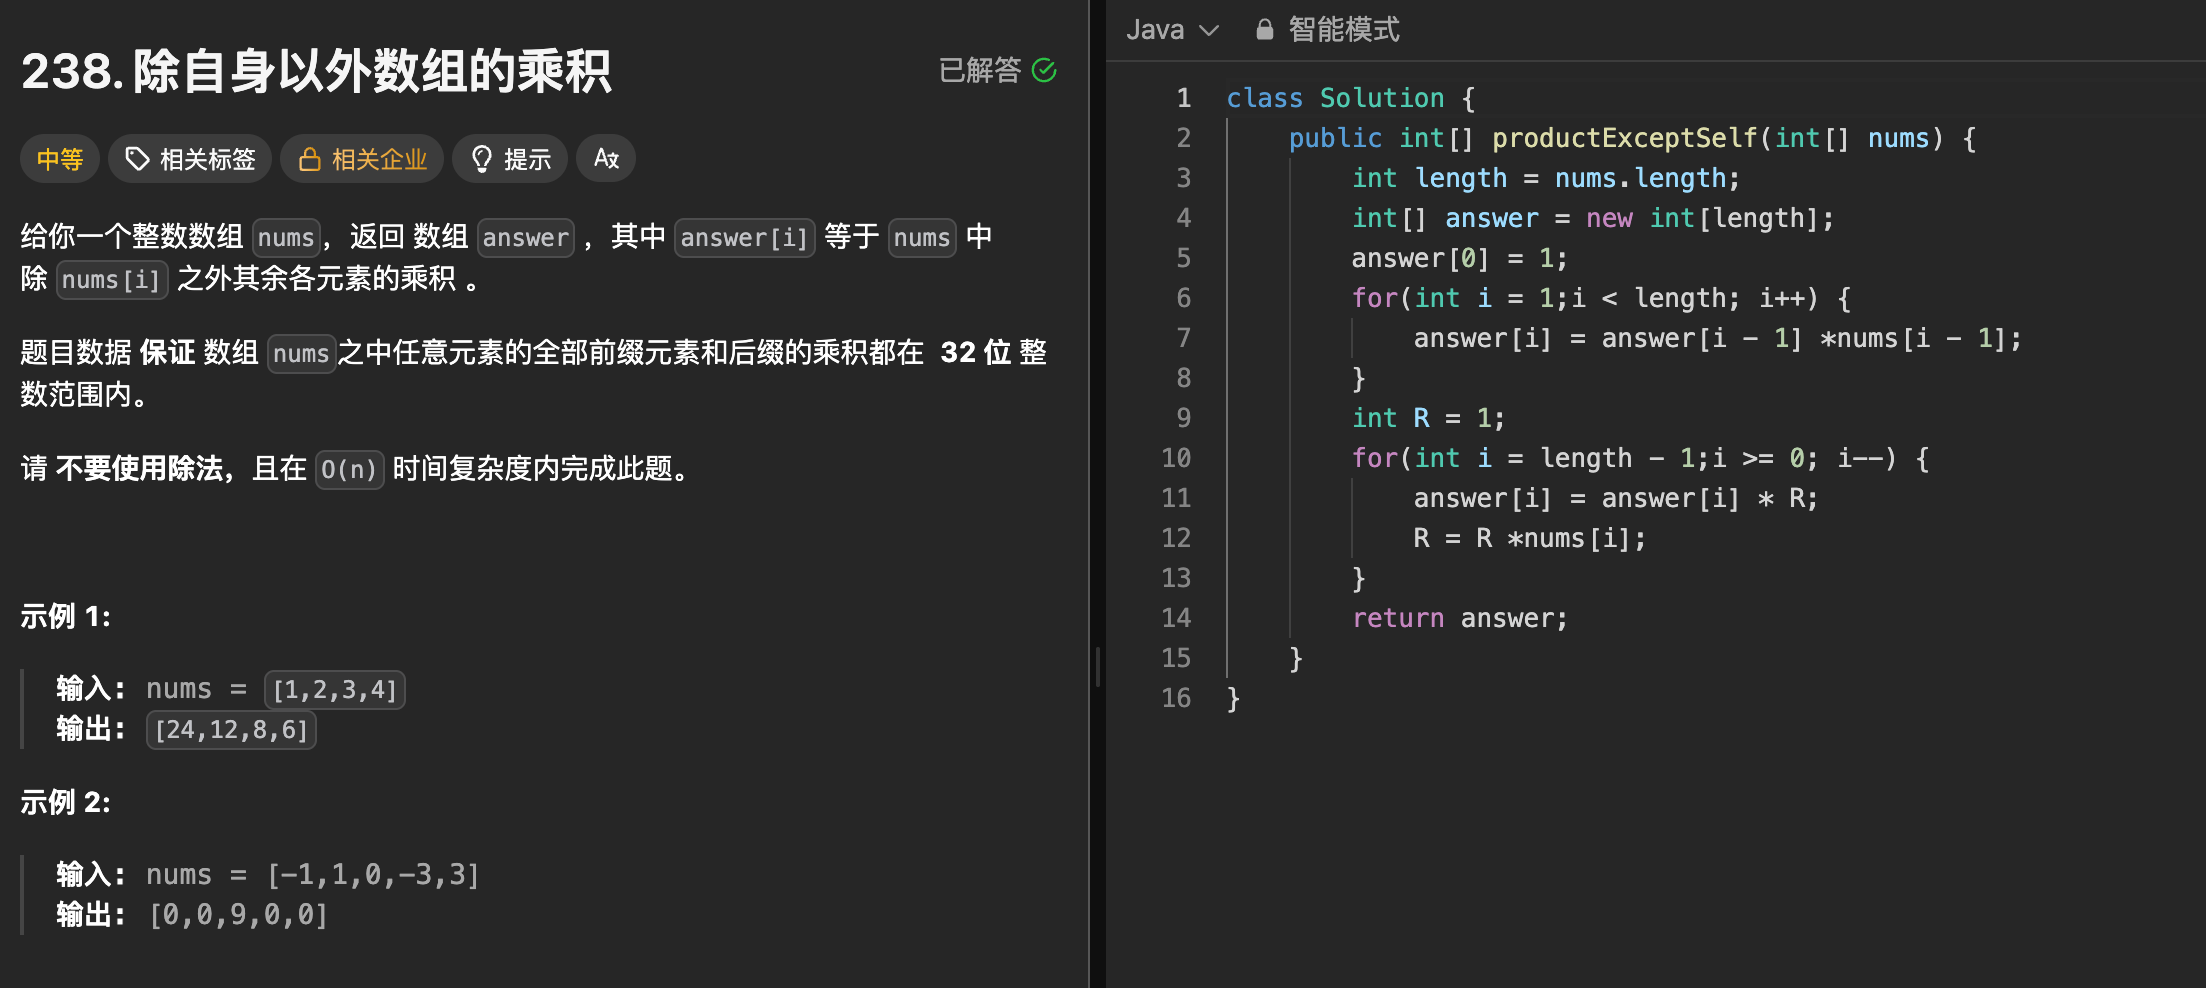 238. 除自身以外数组的乘积
已解答
中等 相关标签 相关企业 提示 Ax
给你一个整数数组 nums，返回 数组 answer ，其中 answer[i] 等于 nums 中
除 nums[i] 之外其余各元素的乘积 。
题目数据 保证 数组 nums之中任意元素的全部前缀元素和后缀的乘积都在 32 位 整
数范围内。
请 不要使用除法，且在 O(n) 时间复杂度内完成此题。
示例 1:
输入: nums = [1,2,3,4]
输出: [24,12,8,6]
示例 2:
输入: nums = [-1,1,0,-3,3]
输出: [0,0,9,0,0]
Java 智能模式
1 class Solution {
2     public int[] productExceptSelf(int[] nums) {
3         int length = nums.length;
4         int[] answer = new int[length];
5         answer[0] = 1;
6         for(int i = 1;i < length; i++) {
7             answer[i] = answer[i - 1] *nums[i - 1];
8         }
9         int R = 1;
10         for(int i = length - 1;i >= 0; i--) {
11             answer[i] = answer[i] * R;
12             R = R *nums[i];
13         }
14         return answer;
15     }
16 }